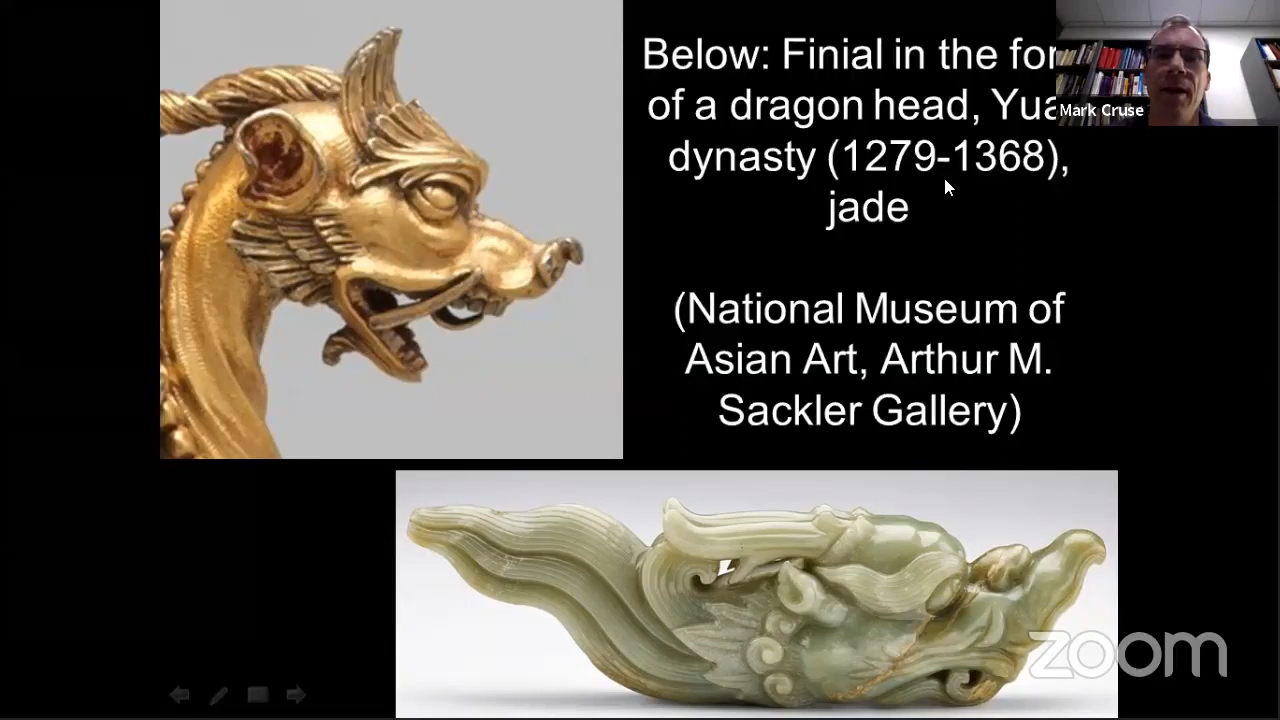 Below: Finial in the for
of a dragon head, Yua
dynasty (1279-1368),
jade
(National Museum of
Asian Art, Arthur M.
Sackler Gallery)
Mark Cruse
zoom